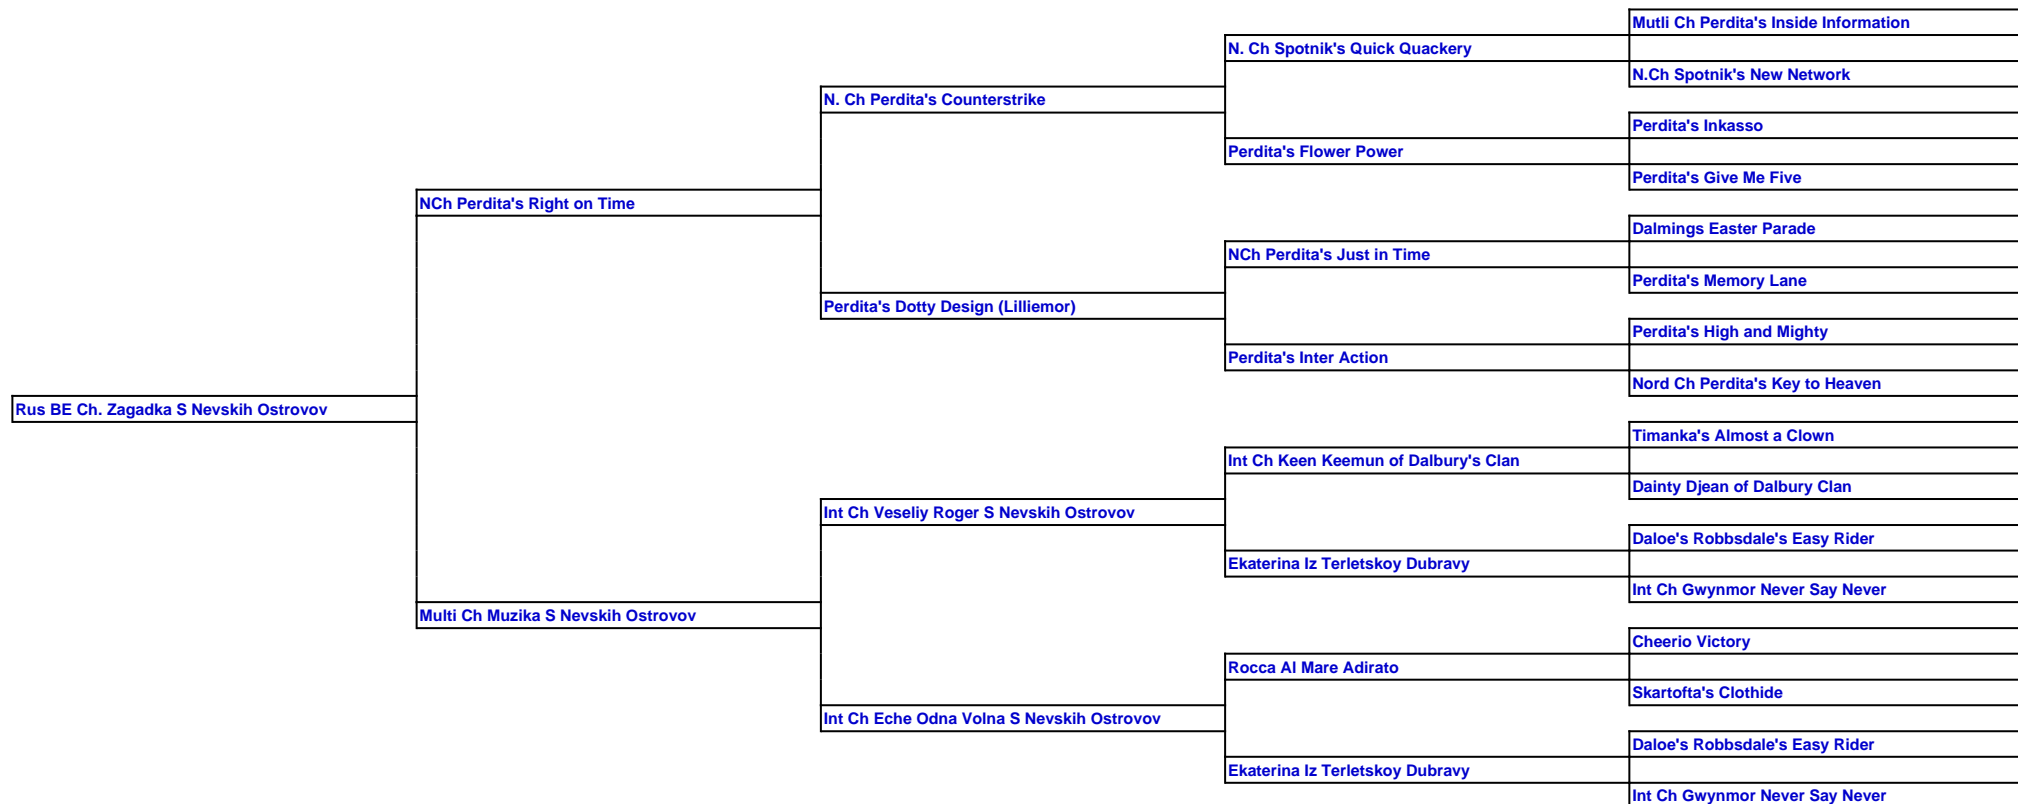 Mutli Ch Perdita's Inside Information
N. Ch Spotnik's Quick Quackery
N.Ch Spotnik's New Network
N. Ch Perdita's Counterstrike
Perdita's Inkasso
Perdita's Flower Power
Perdita's Give Me Five
NCh Perdita's Right on Time
Dalmings Easter Parade
NCh Perdita's Just in Time
Perdita's Memory Lane
Perdita's Dotty Design (Lilliemor)
Perdita's High and Mighty
Perdita's Inter Action
Nord Ch Perdita's Key to Heaven
Rus BE Ch. Zagadka S Nevskih Ostrovov
Timanka's Almost a Clown
Int Ch Keen Keemun of Dalbury's Clan
Dainty Djean of Dalbury Clan
Int Ch Veseliy Roger S Nevskih Ostrovov
Daloe's Robbsdale's Easy Rider
Ekaterina Iz Terletskoy Dubravy
Int Ch Gwynmor Never Say Never
Multi Ch Muzika S Nevskih Ostrovov
Cheerio Victory
Rocca Al Mare Adirato
Skartofta's Clothide
Int Ch Eche Odna Volna S Nevskih Ostrovov
Daloe's Robbsdale's Easy Rider
Ekaterina Iz Terletskoy Dubravy
Int Ch Gwynmor Never Say Never